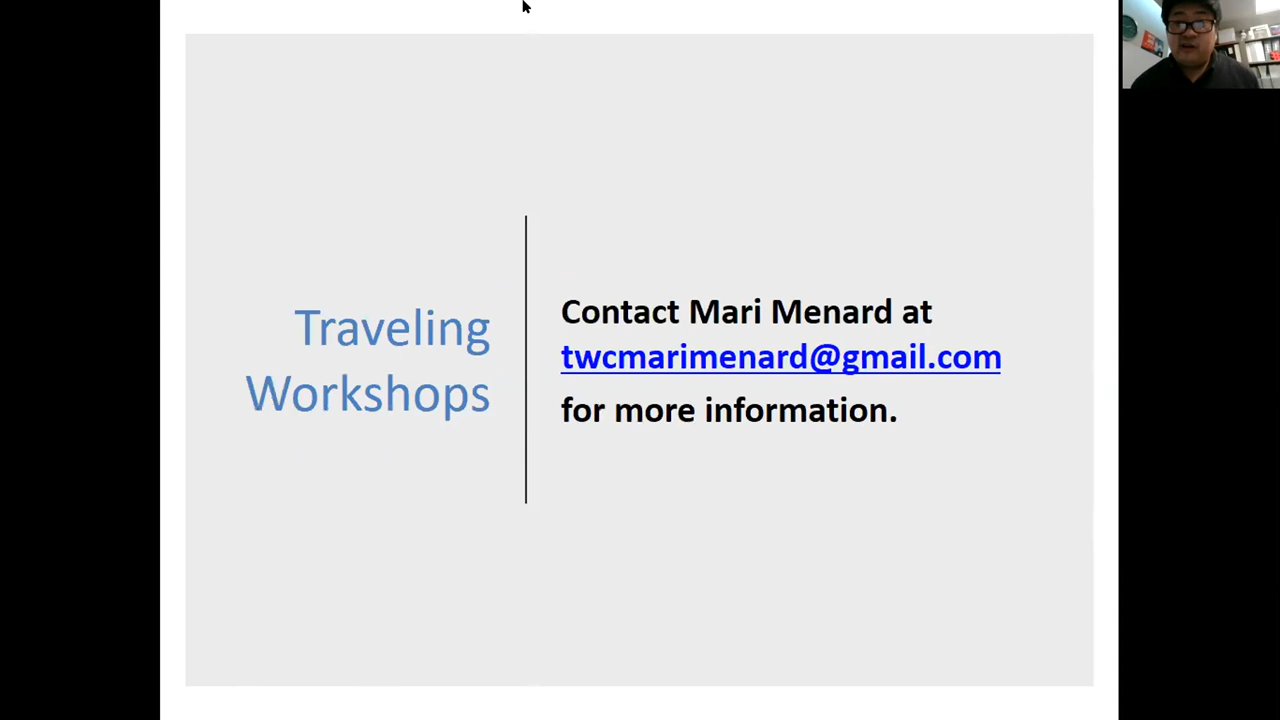 Traveling
Workshops
Contact Mari Menard at
twcmarimenard@gmail.com
for more information.